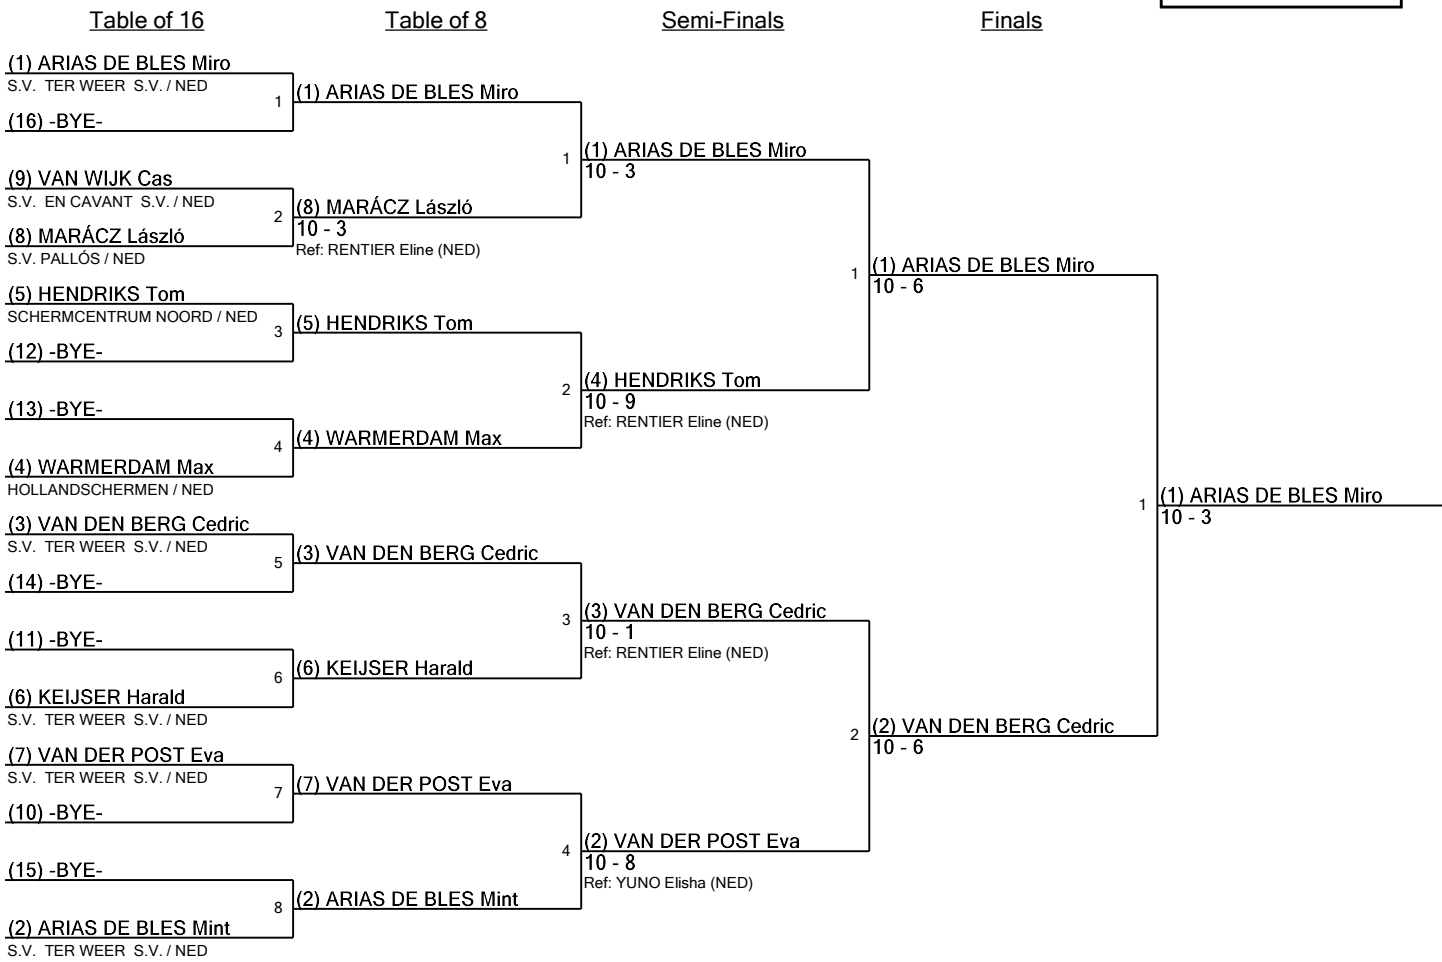 Table of 16
Table of 8
Semi-Finals
Finals
(1) ARIAS DE BLES Miro
S.V. TER WEER S.V. / NED
1
(16) -BYE-
(9) VAN WIJK Cas
S.V. EN CAVANT S.V. / NED
2
(8) MARÁCZ László
S.V. PALLÓS / NED
(5) HENDRIKS Tom
SCHERMCENTRUM NOORD / NED
3
(12) -BYE-
(13) -BYE-
4
(4) WARMERDAM Max
HOLLANDSCHERMEN / NED
(3) VAN DEN BERG Cedric
S.V. TER WEER S.V. / NED
5
(14) -BYE-
(11) -BYE-
6
(6) KEIJSER Harald
S.V. TER WEER S.V. / NED
(7) VAN DER POST Eva
S.V. TER WEER S.V. / NED
7
(10) -BYE-
(15) -BYE-
8
(2) ARIAS DE BLES Mint
S.V. TER WEER S.V. / NED
(1) ARIAS DE BLES Miro
1
(8) MARÁCZ László
10 - 3
Ref: RENTIER Eline (NED)
(5) HENDRIKS Tom
2
(4) WARMERDAM Max
(3) VAN DEN BERG Cedric
3
(6) KEIJSER Harald
(7) VAN DER POST Eva
4
(2) ARIAS DE BLES Mint
(1) ARIAS DE BLES Miro
10 - 3
1
(4) HENDRIKS Tom
10 - 9
Ref: RENTIER Eline (NED)
(3) VAN DEN BERG Cedric
10 - 1
Ref: RENTIER Eline (NED)
2
(2) VAN DER POST Eva
10 - 8
Ref: YUNO Elisha (NED)
(1) ARIAS DE BLES Miro
10 - 6
1
(2) VAN DEN BERG Cedric
10 - 6
(1) ARIAS DE BLES Miro
10 - 3